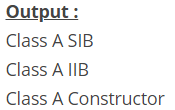 Output :
Class A SIB
Class A IIB
Class A Constructor